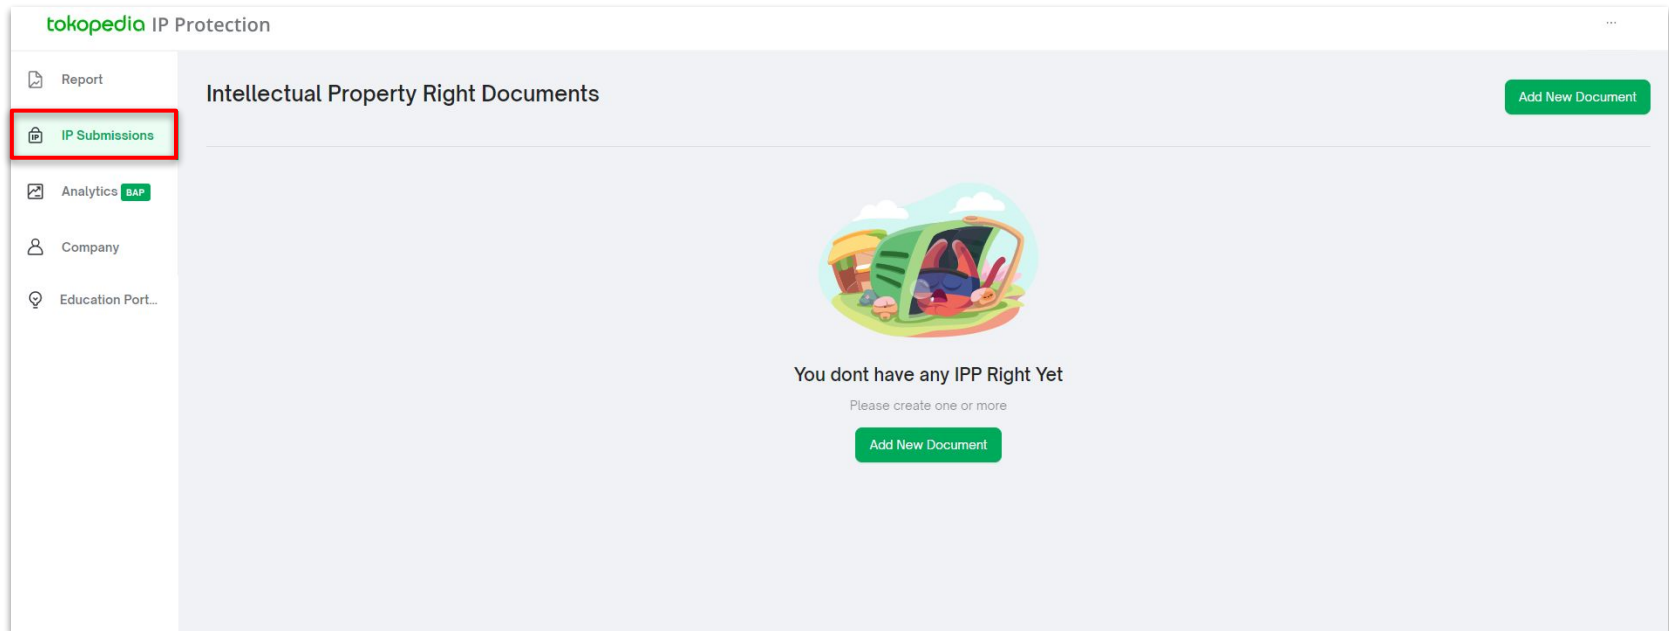 tokopedia IP Protection
...
Report
IP Submissions
Analytics BAP
Company
Education Port...
Intellectual Property Right Documents
Add New Document
You dont have any IPP Right Yet
Please create one or more
Add New Document